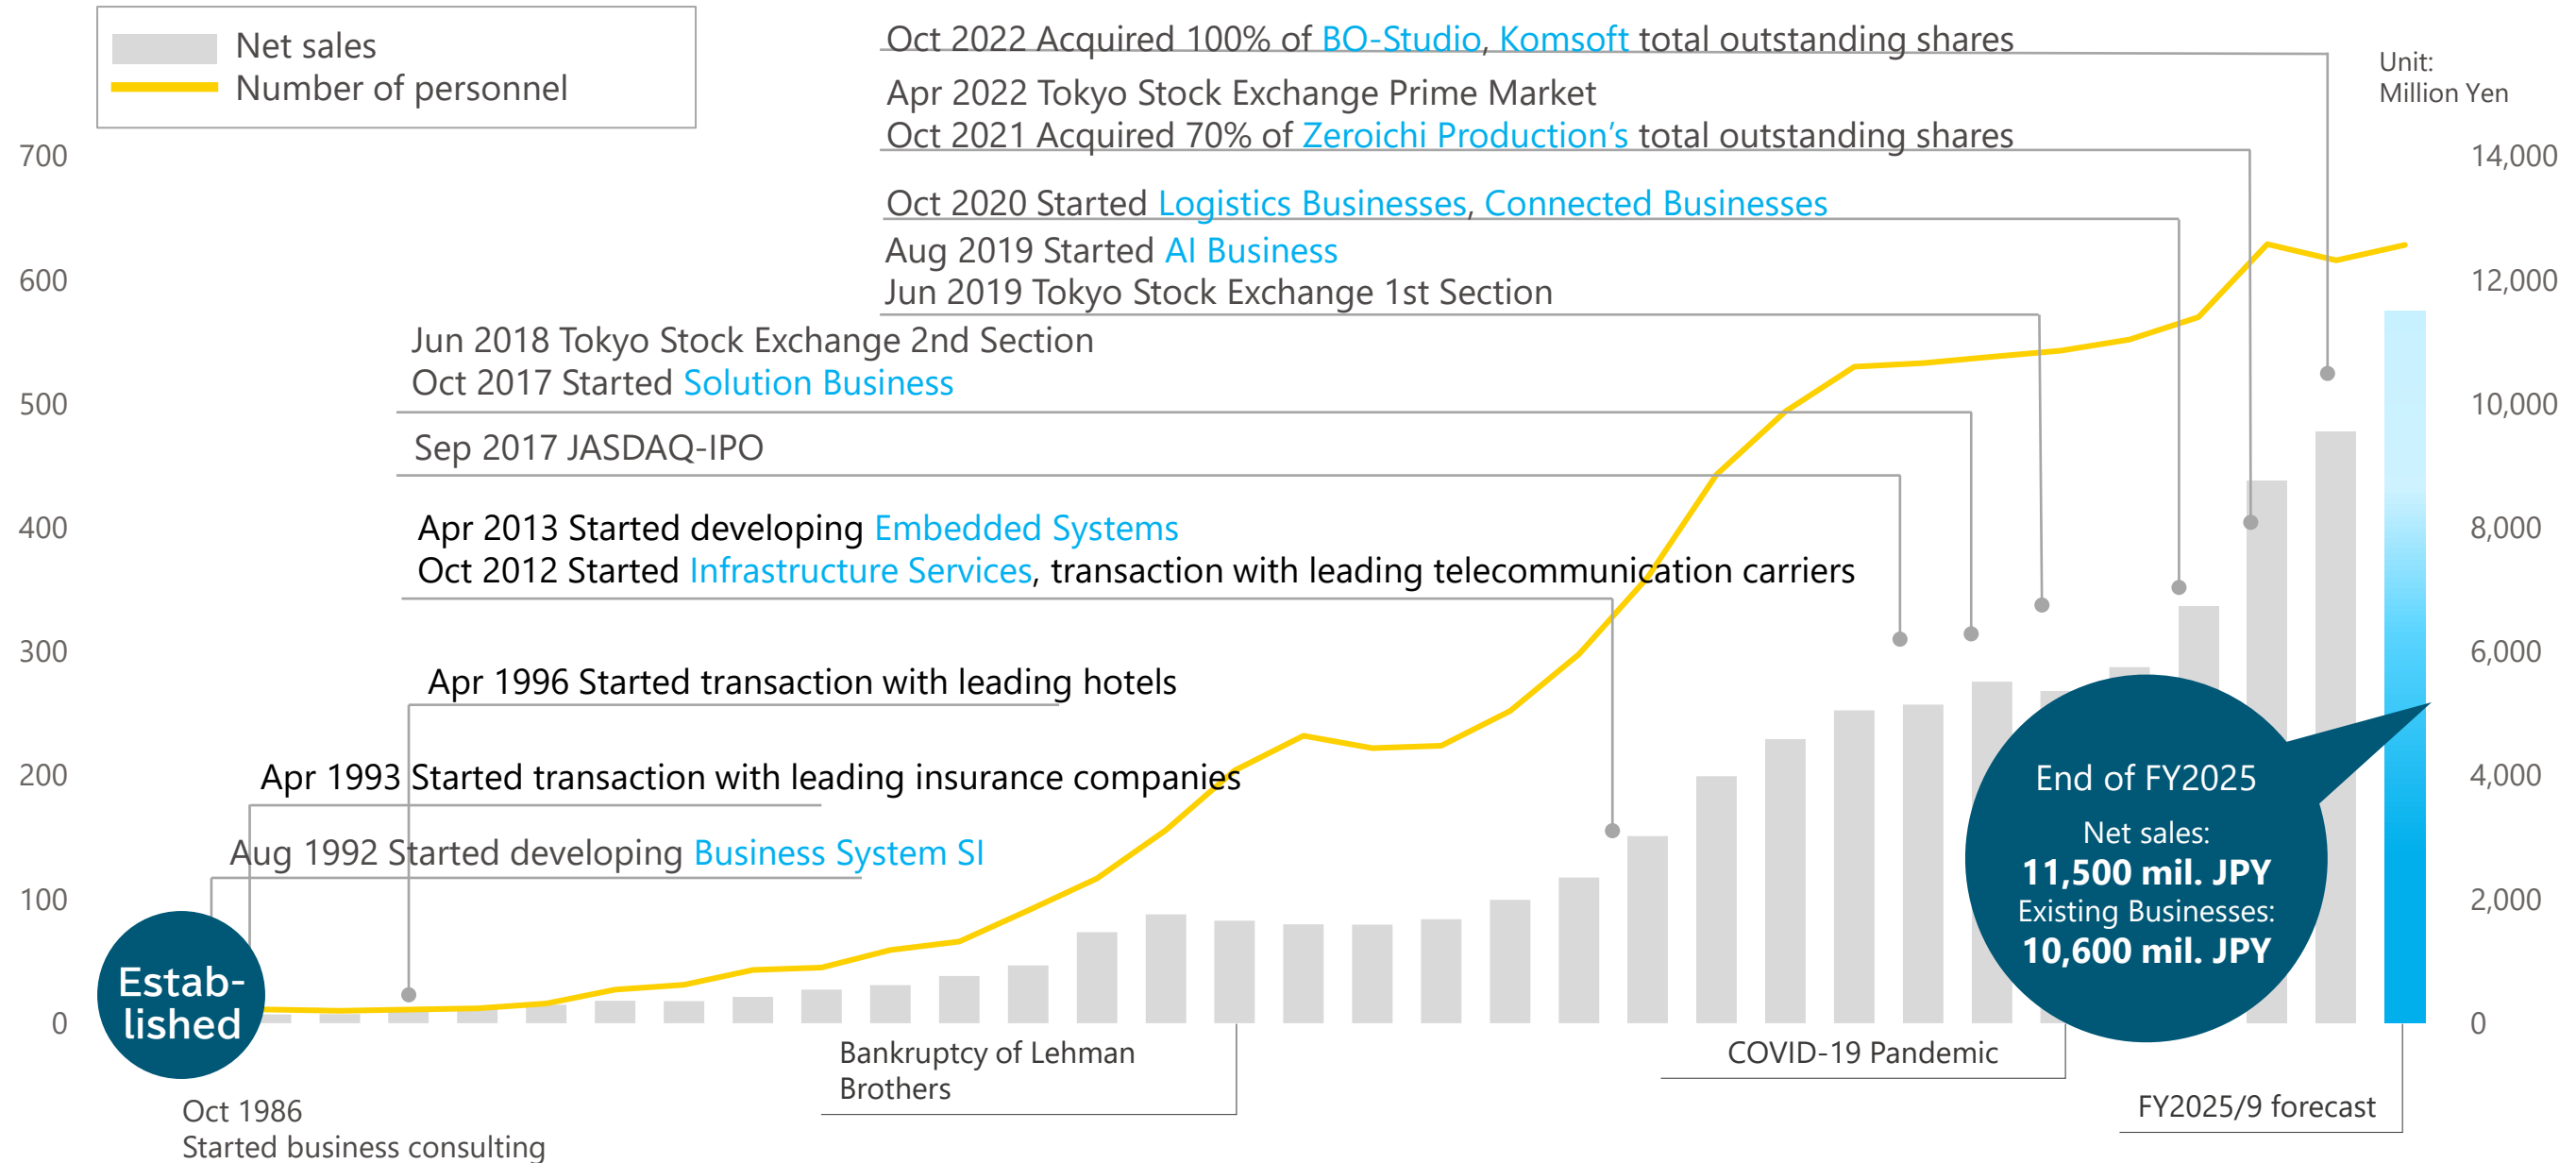 Net sales
Number of personnel
Oct 2022 Acquired 100% of BO-Studio, Komsoft total outstanding shares
Apr 2022 Tokyo Stock Exchange Prime Market
Oct 2021 Acquired 70% of Zeroichi Production’s total outstanding shares
Oct 2020 Started Logistics Businesses, Connected Businesses
Aug 2019 Started AI Business
Jun 2019 Tokyo Stock Exchange 1st Section
Jun 2018 Tokyo Stock Exchange 2nd Section
Oct 2017 Started Solution Business
Sep 2017 JASDAQ-IPO
Apr 2013 Started developing Embedded Systems
Oct 2012 Started Infrastructure Services, transaction with leading telecommunication carriers
Apr 1996 Started transaction with leading hotels
Apr 1993 Started transaction with leading insurance companies
Aug 1992 Started developing Business System SI
Estab-
lished
Oct 1986
Started business consulting
Bankruptcy of Lehman
Brothers
COVID-19 Pandemic
FY2025/9 forecast
End of FY2025
Net sales:
11,500 mil. JPY
Existing Businesses:
10,600 mil. JPY
700
600
500
400
300
200
100
0
Unit:
Million Yen
14,000
12,000
10,000
8,000
6,000
4,000
2,000
0